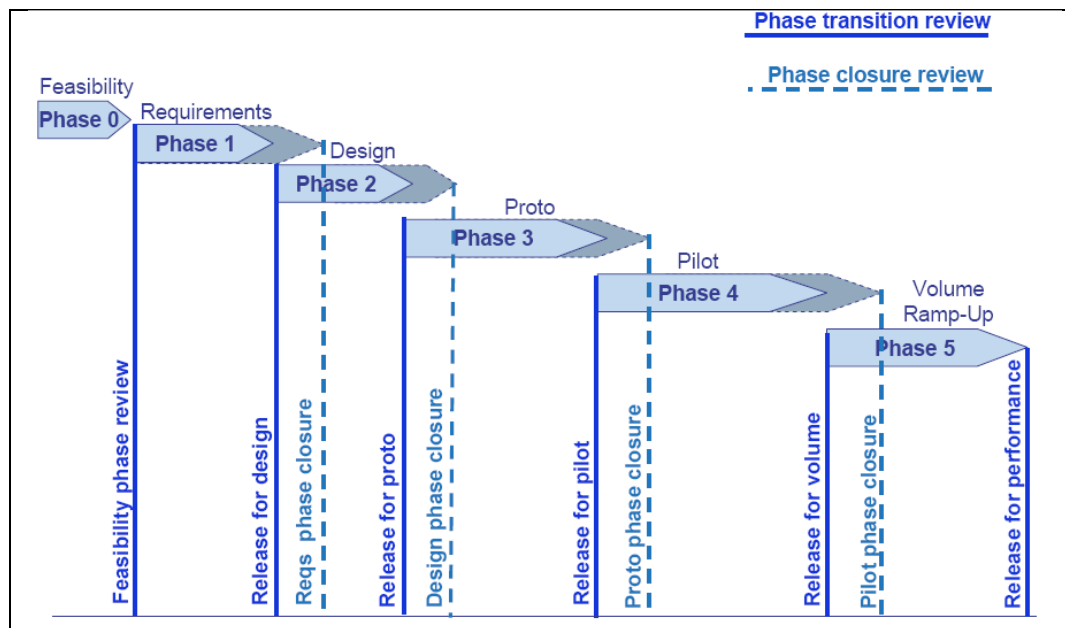 Phase transition review
Phase closure review
Feasibility
Phase 0
Requirements
Phase 1
Design
Phase 2
Proto
Phase 3
Pilot
Phase 4
Volume
Ramp-Up
Phase 5
Feasibility phase review
Release for design
Reqs phase closure
Release for proto
Design phase closure
Release for pilot
Proto phase closure
Release for volume
Pilot phase closure
Release for performance